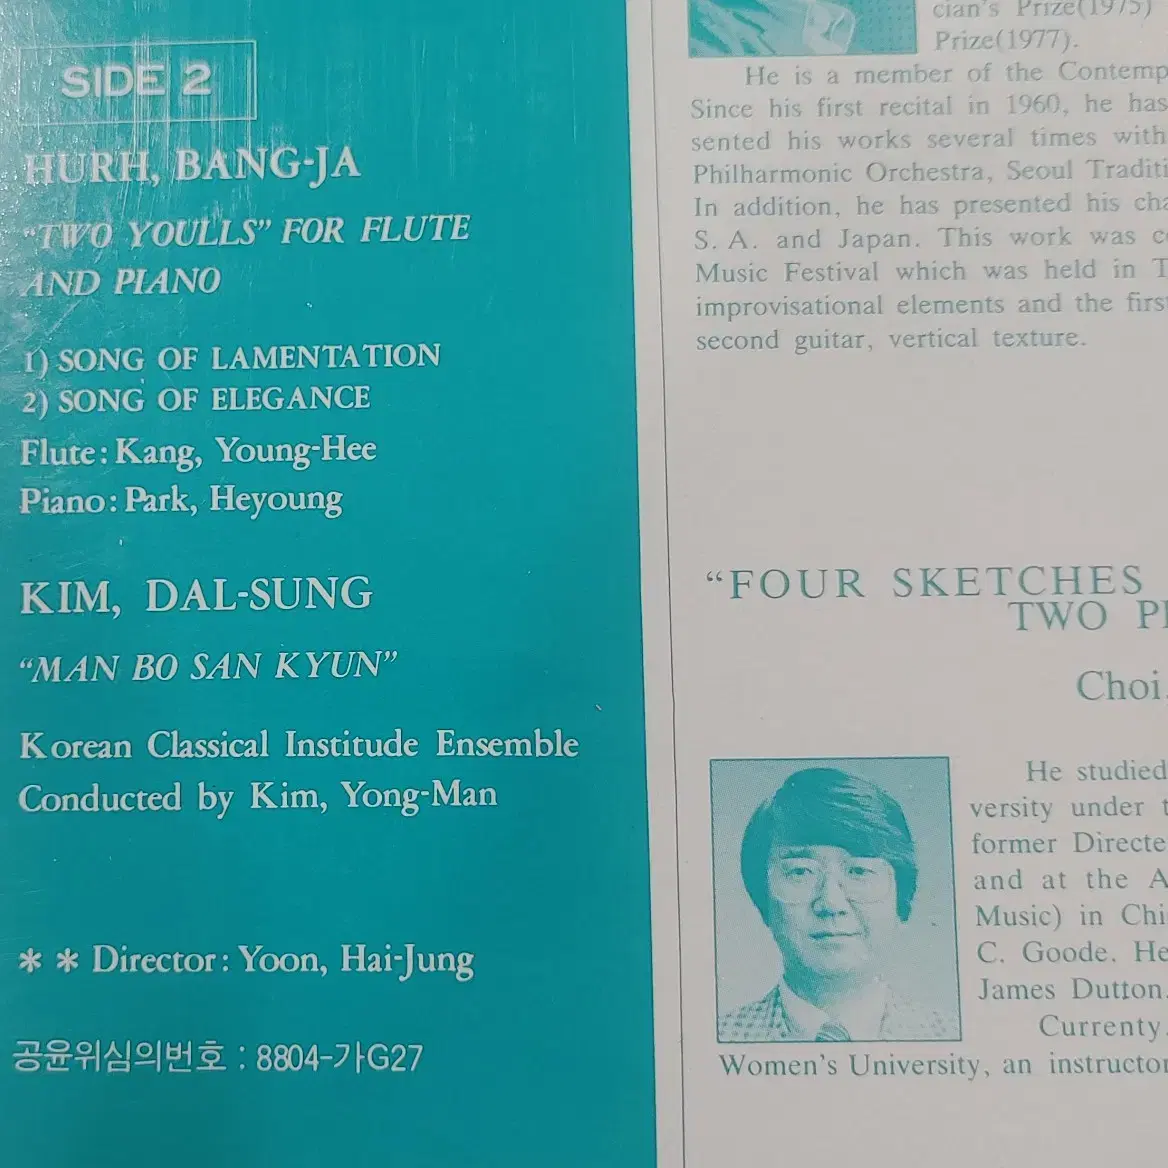 SIDE 2
HURH, BANG-JA
“TWO YOULLS” FOR FLUTE
AND PIANO
1) SONG OF LAMENTATION
2) SONG OF ELEGANCE
Flute: Kang, Young-Hee
Piano: Park, Heyoung
KIM, DAL-SUNG
“MAN BO SAN KYUN”
Korean Classical Institude Ensemble
Conducted by Kim, Yong-Man
** Director: Yoon, Hai-Jung
공윤위심의번호 : 8804-가G27
cian's Prize(1975)
Prize(1977).
He is a member of the Contemp
Since his first recital in 1960, he has
sented his works several times with
Philharmonic Orchestra, Seoul Traditi
In addition, he has presented his cha
S. A. and Japan. This work was c
Music Festival which was held in T
improvisational elements and the first
second guitar, vertical texture.
“FOUR SKETCHES
TWO PI
Choi,
He studied
versity under t
former Directe
and at the A
Music) in Chi
C. Goode. He
James Dutton.
Currenty,
Women's University, an instructor